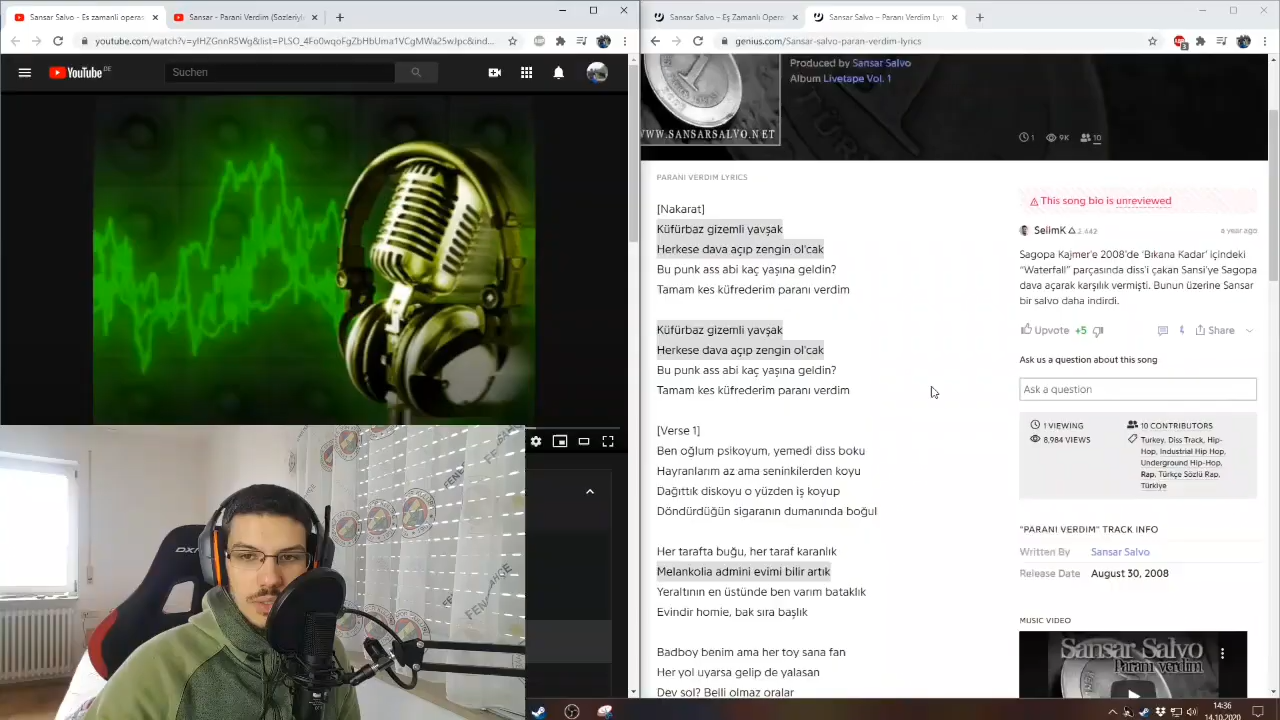 Sansar Salvo - Es zamanli operas
Sansar - Parani Verdim (Sozleriyle
youtube.com/watch?v=ylHZGnnR5Wg&list=PLSO_4Fo0wqoFgZbHbUma1VCgMWa25wJpc&ind...
YouTube DE
Suchen
Sansar Salvo – Eş Zamanlı Opera
Sansar Salvo – Paranı Verdim Lyri
genius.com/Sansar-salvo-paran-verdim-lyrics
Produced by Sansar Salvo
Album Livetape Vol. 1
WWW.SANSARSALVO.NET
1
9K
10
PARANI VERDIM LYRICS
[Nakarat]
Küfürbaz gizemli yavşak
Herkese dava açıp zengin ol'cak
Bu punk ass abi kaç yaşına geldin?
Tamam kes küfrederim paranı verdim
Küfürbaz gizemli yavşak
Herkese dava açıp zengin ol'cak
Bu punk ass abi kaç yaşına geldin?
Tamam kes küfrederim paranı verdim
[Verse 1]
Ben oğlum psikoyum, yemedi diss boku
Hayranlarım az ama seninkilerden koyu
Dağıttık diskoyu o yüzden iş koyup
Döndürdüğün sigaranın dumanında boğul
Her tarafta buğu, her taraf karanlık
Melankolia admini evimi bilir artık
Yeraltının en üstünde ben varım bataklık
Evindir homie, bak sıra başlık
Badboy benim ama her toy sana fan
Her yol uyarsa gelip de yalasan
Dev sol? Belli olmaz oralar
This song bio is unreviewed
SelimK 2,442
Sagopa Kajmer'e 2008'de 'Bıkana Kadar' içindeki
"Waterfall" parçasında diss'i çakan Sansi'ye Sagopa
dava açarak karşılık vermişti. Bunun üzerine Sansar
bir salvo daha indirdi.
Upvote +5
Share
Ask us a question about this song
Ask a question
1 VIEWING
8,984 VIEWS
10 CONTRIBUTORS
Turkey, Diss Track, Hip-
Hop, Industrial Hip Hop,
Underground Hip-Hop,
Rap, Türkçe Sözlü Rap,
Türkiye
"PARANI VERDIM" TRACK INFO
Written By Sansar Salvo
Release Date August 30, 2008
MUSIC VIDEO
Sansar Salvo
Paranı verdim
DX
FENERBAHÇE
14:36
14.10.2020